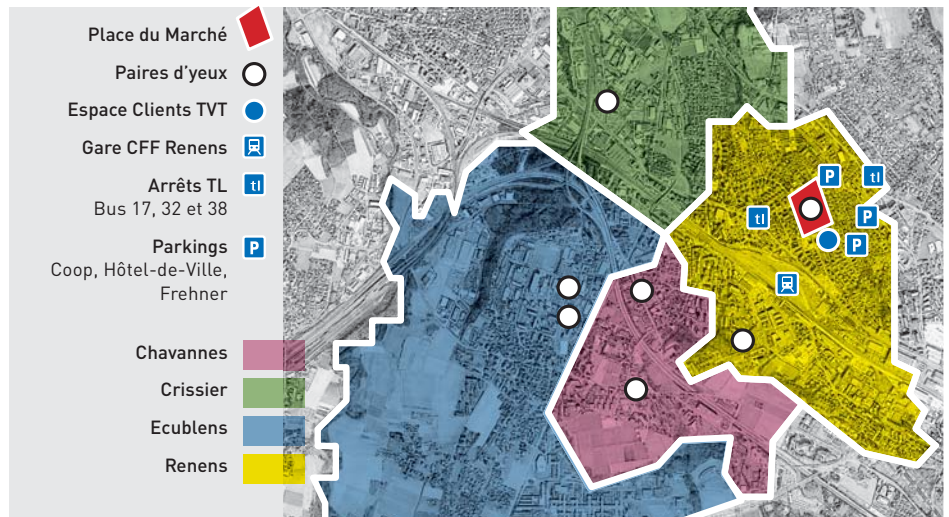 Place du Marché
Paires d'yeux
Espace Clients TVT
Gare CFF Renens
Arrêts TL
tl
Bus 17, 32 et 38
Parkings
P
Coop, Hôtel-de-Ville,
Frehner
Chavannes
Crissier
Ecublens
Renens
P
tl
tl
P
P